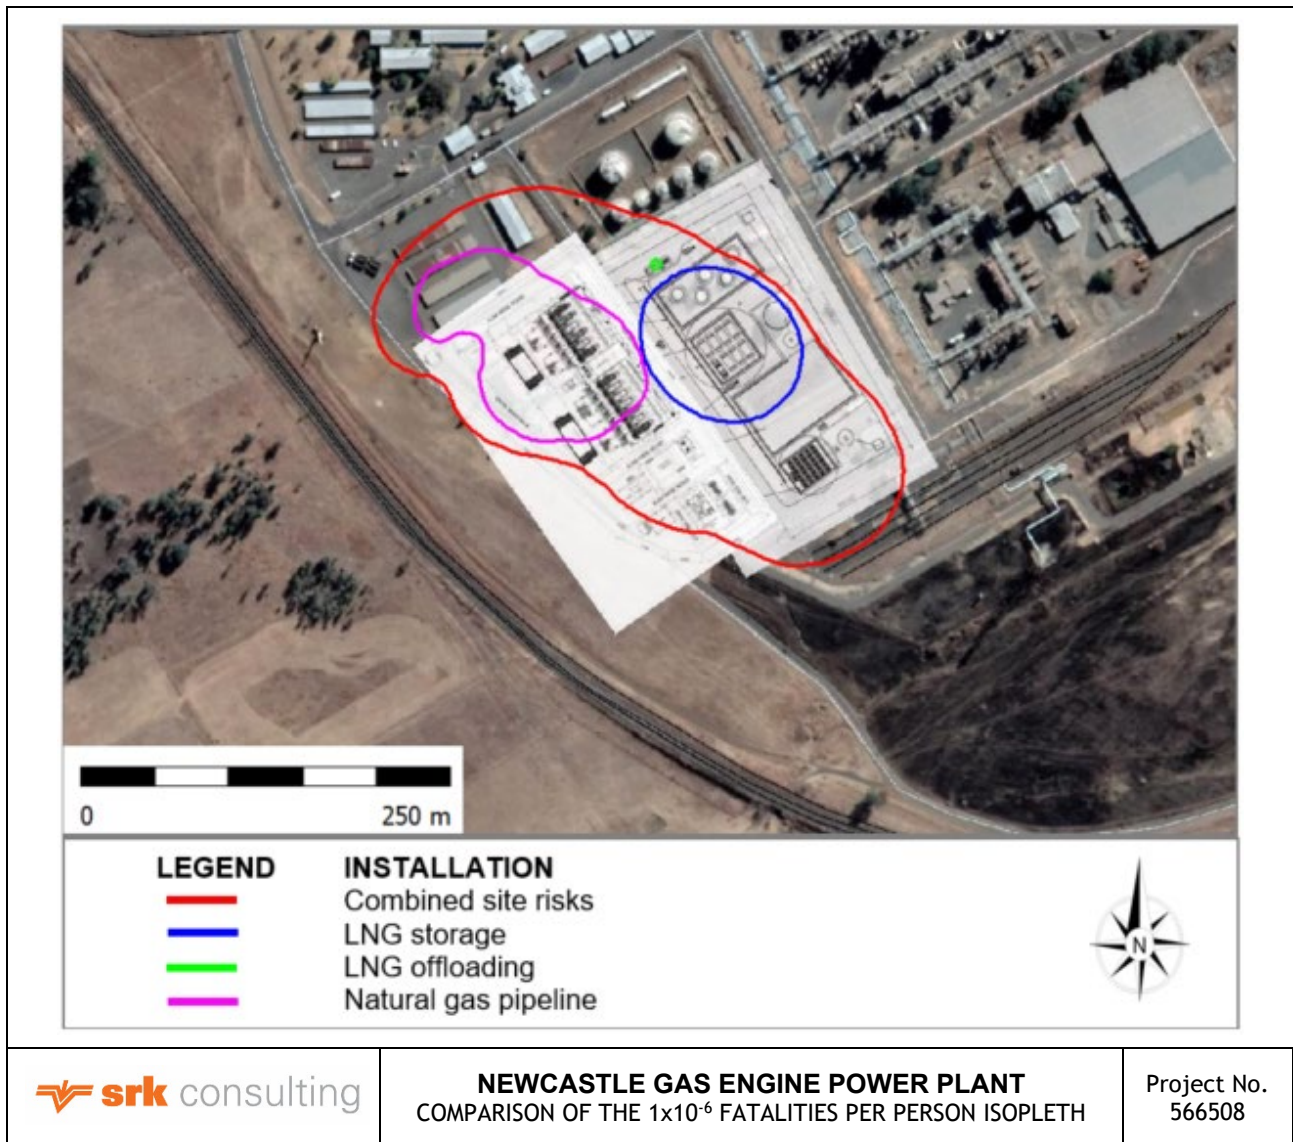 0 250 m
LEGEND INSTALLATION
Combined site risks
LNG storage
LNG offloading
Natural gas pipeline
N
srk consulting
NEWCASTLE GAS ENGINE POWER PLANT
COMPARISON OF THE 1x10⁻⁶ FATALITIES PER PERSON ISOPLETH
Project No.
566508